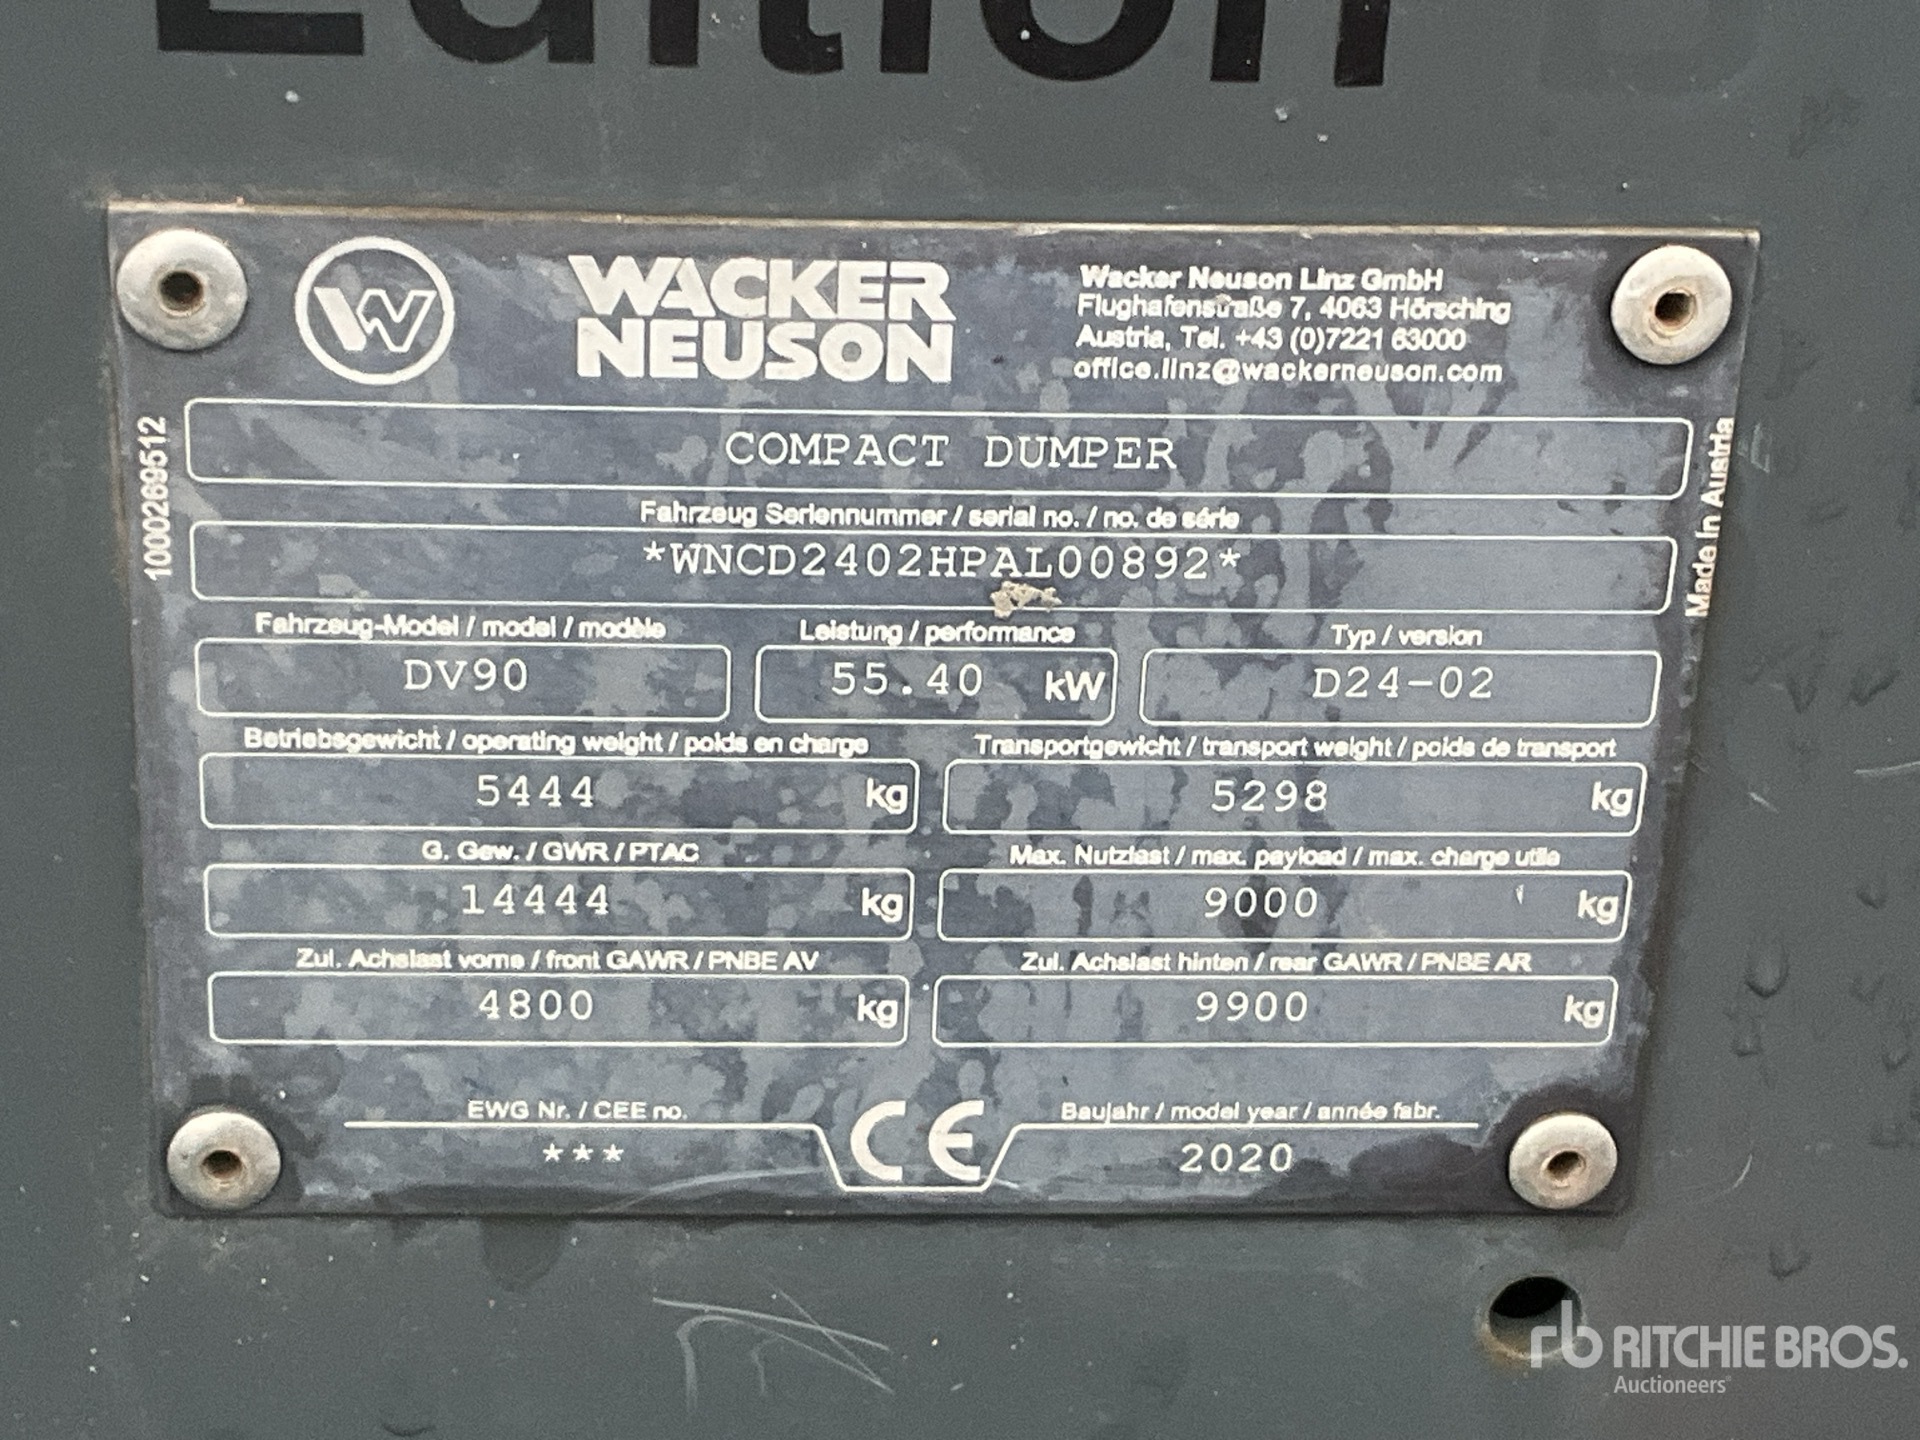 Edition
WACKER
NEUSON
Wacker Neuson Linz GmbH
Flughafenstraße 7, 4063 Hörsching
Austria, Tel. +43 (0)7221 63000
office.linz@wackerneuson.com
1000269512
Made in Austria
COMPACT DUMPER
Fahrzeug Seriennummer / serial no. / no. de série
*WNCD2402HPAL00892*
Fahrzeug-Model / model / modèle
DV90
Leistung / performance
55.40 kW
Typ / version
D24-02
Betriebsgewicht / operating weight / poids en charge
5444 kg
Transportgewicht / transport weight / poids de transport
5298 kg
G. Gew. / GWR / PTAC
14444 kg
Max. Nutzlast / max. payload / max. charge utile
9000 kg
Zul. Achslast vorne / front GAWR / PNBE AV
4800 kg
Zul. Achslast hinten / rear GAWR / PNBE AR
9900 kg
EWG Nr. / CEE no.
***
CE
Baujahr / model year / année fabr.
2020
rb RITCHIE BROS.
Auctioneers